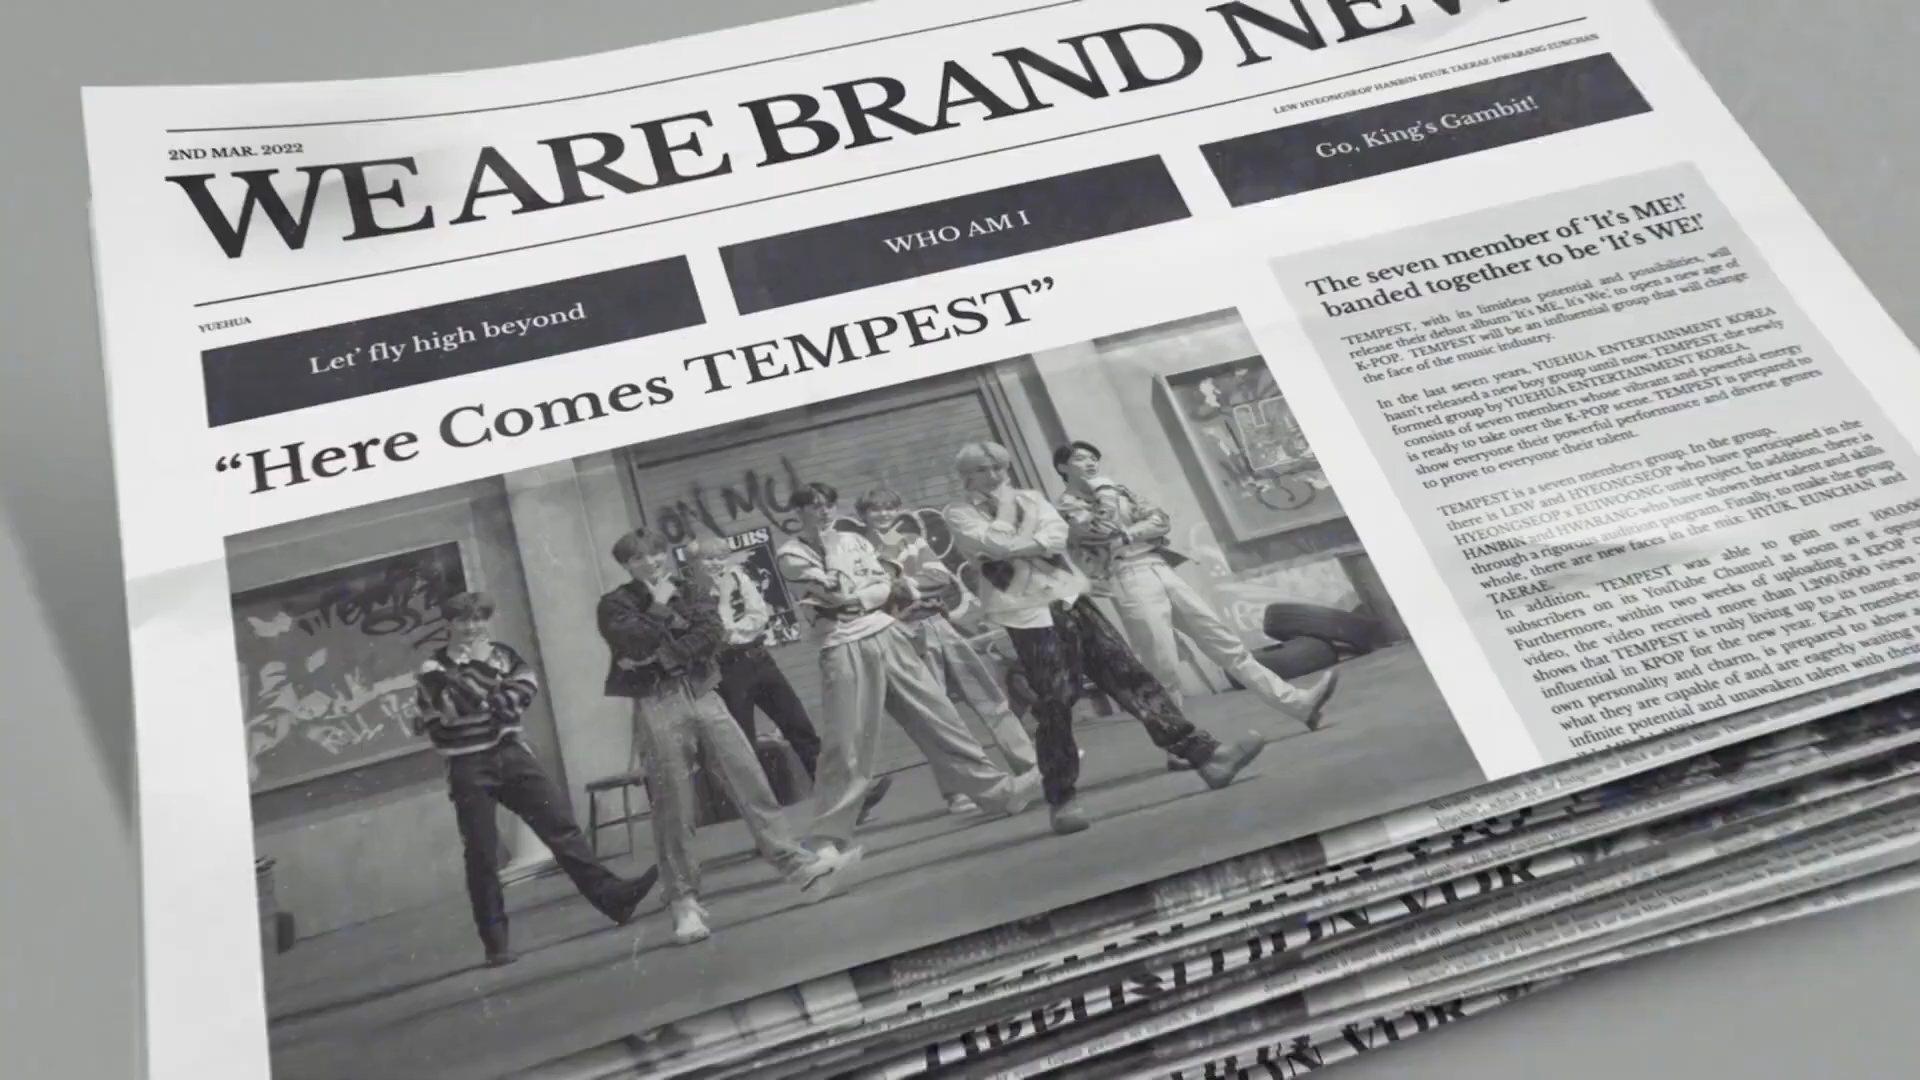 2ND MAR. 2022
WE ARE BRAND NEW
LEW HYEONGSEOP HANBIN HYUK TAERAE HWARANG EUNCHAN
YUEHUA
Let' fly high beyond
WHO AM I
Go, King's Gambit!
“Here Comes TEMPEST”
ON MU
The seven member of 'It's ME!'
banded together to be 'It's WE!'
TEMPEST, with its limitless potential and possibilities, will
release their debut album 'It's ME, It's We,' to open a new age of
K-POP. TEMPEST will be an influential group that will change
the face of the music industry.
In the last seven years, YUEHUA ENTERTAINMENT KOREA
hasn't released a new boy group until now. TEMPEST, the newly
formed group by YUEHUA ENTERTAINMENT KOREA.
consists of seven members whose vibrant and powerful energy
is ready to take over the K-POP scene. TEMPEST is prepared to
show everyone their powerful performance and diverse genres
to prove to everyone their talent.
TEMPEST is a seven members group. In the group,
there is LEW and HYEONGSEOP who have participated in the
HYEONGSEOP x EUIWOONG unit project. In addition, there is
HANBIN and HWARANG who have shown their talent and skills
through a rigorous audition program. Finally, to make the group
whole, there are new faces in the mix: HYUK, EUNCHAN and
TAERAE.
In addition, TEMPEST was able to gain over 100,000
subscribers on its YouTube Channel as soon as it opened
Furthermore, within two weeks of uploading a KPOP
video, the video received more than 1,200,000 views
shows that TEMPEST is truly living up to its name an
influential in KPOP for the new year. Each member
own personality and charm, is prepared to show a
what they are capable of and are eagerly waiting
infinite potential and unawaken talent with their